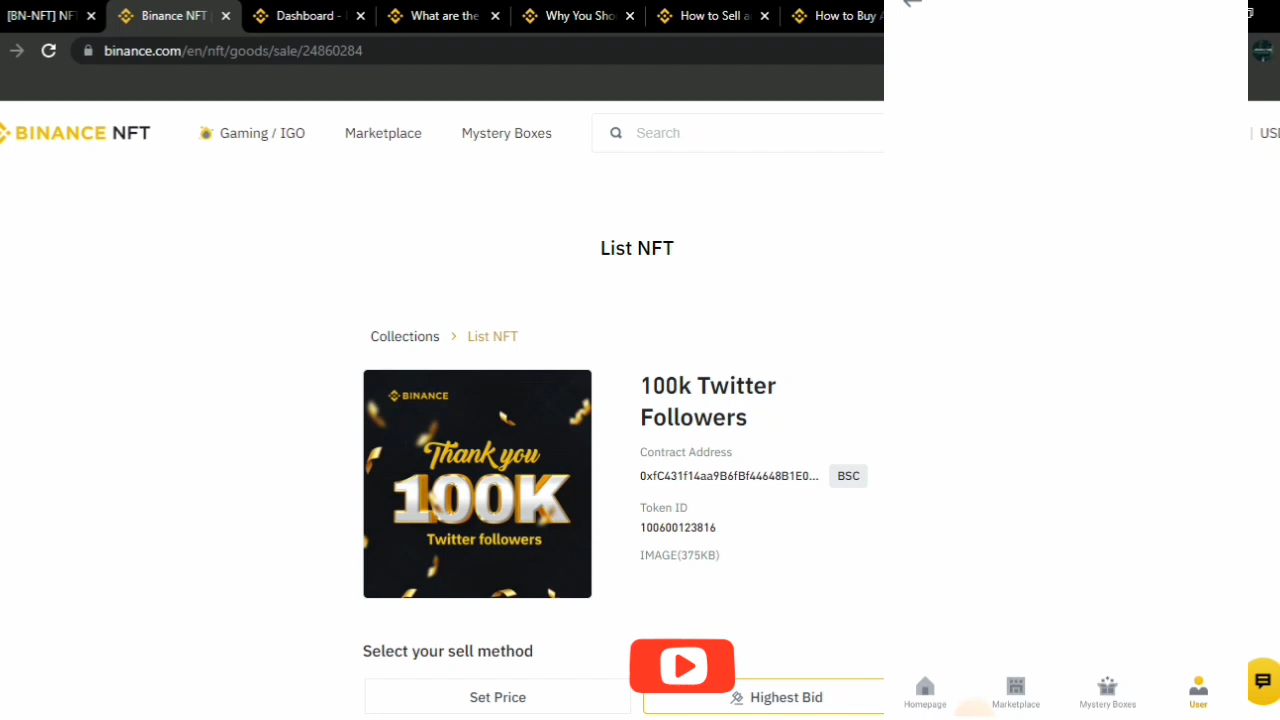 [BN-NFT]
Binance NFT
Dashboard -
What are the
Why You Sho
How to Sell a
How to Buy
binance.com/en/nft/goods/sale/24860284
BINANCE NFT
Gaming / IGO
Marketplace
Mystery Boxes
Search
List NFT
Collections > List NFT
BINANCE
Thank you
100K
Twitter followers
100k Twitter
Followers
Contract Address
0xfC431f14aa9B6fBf44648B1E0... BSC
Token ID
100600123816
IMAGE(375KB)
Select your sell method
Set Price
Highest Bid
Homepage
Marketplace
Mystery Boxes
User